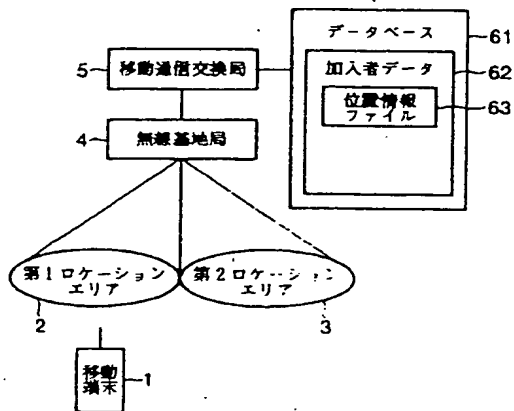 データベース
61
5
移動通信交換局
加入者データ
62
位置情報
ファイル
63
4
無線基地局
第1ロケーション
エリア
第2ロケーション
エリア
2
3
移動
端末
1